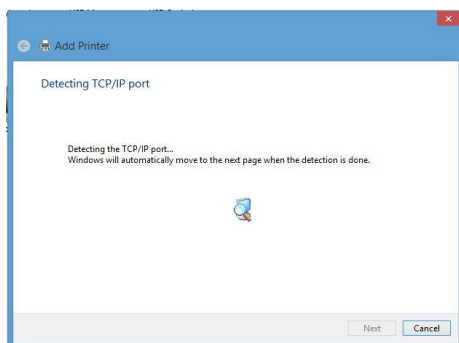 Add Printer
Detecting TCP/IP port
Detecting the TCP/IP port...
Windows will automatically move to the next page when the detection is done.
Next
Cancel